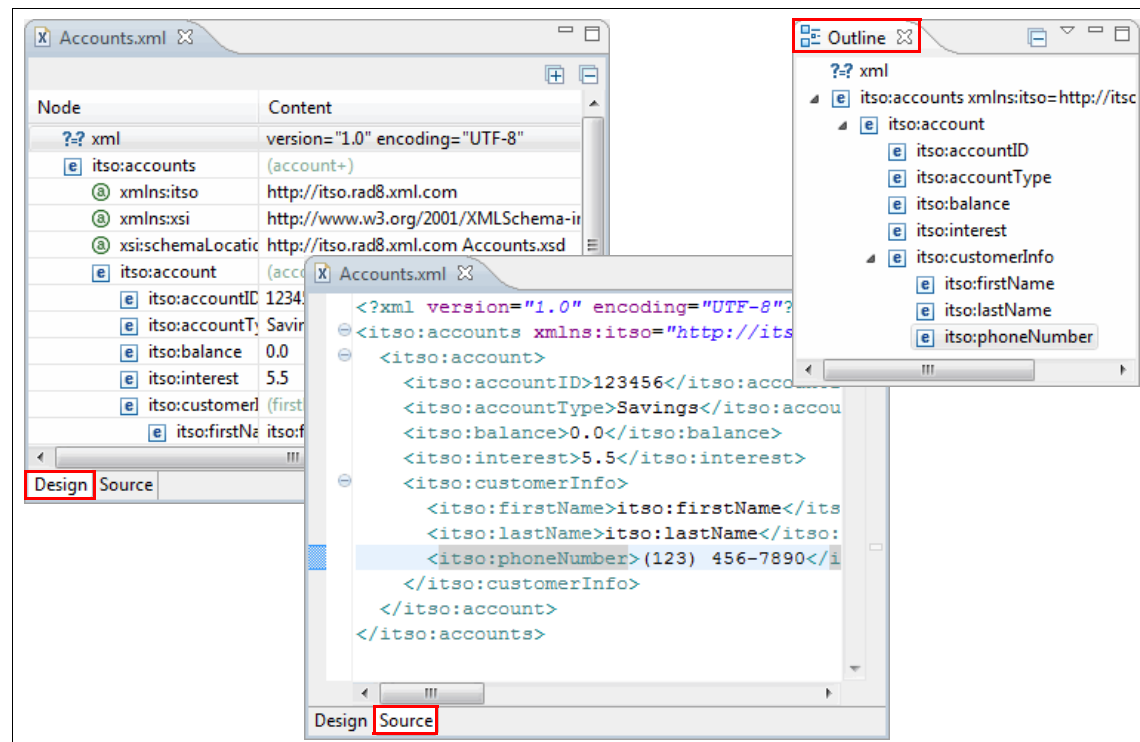 Accounts.xml
Node Content
?=? xml version="1.0" encoding="UTF-8"
e itso:accounts (account+)
a xmlns:itso http://itso.rad8.xml.com
a xmlns:xsi http://www.w3.org/2001/XMLSchema-in
a xsi:schemaLocatio http://itso.rad8.xml.com Accounts.xsd
e itso:account (acco
e itso:accountID 1234
e itso:accountTy Savin
e itso:balance 0.0
e itso:interest 5.5
e itso:customerI (first
e itso:firstNa itso:f
Design Source
Accounts.xml
<?xml version="1.0" encoding="UTF-8"?
<itso:accounts xmlns:itso="http://its
<itso:account>
<itso:accountID>123456</itso:accountI
<itso:accountType>Savings</itso:accou
<itso:balance>0.0</itso:balance>
<itso:interest>5.5</itso:interest>
<itso:customerInfo>
<itso:firstName>itso:firstName</its
<itso:lastName>itso:lastName</itso:
<itso:phoneNumber>(123) 456-7890</i
</itso:customerInfo>
</itso:account>
</itso:accounts>
Design Source
Outline
?=? xml
e itso:accounts xmlns:itso=http://itsc
e itso:account
e itso:accountID
e itso:accountType
e itso:balance
e itso:interest
e itso:customerInfo
e itso:firstName
e itso:lastName
e itso:phoneNumber